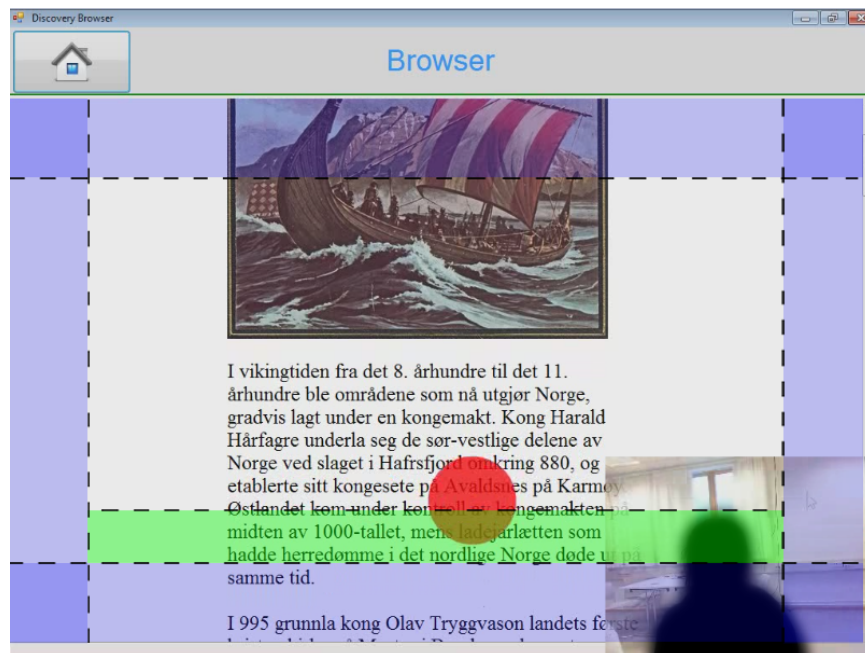 Discovery Browser
Browser
I vikingtiden fra det 8. århundre til det 11.
århundre ble områdene som nå utgjør Norge,
gradvis lagt under en kongemakt. Kong Harald
Hårfagre underla seg de sør-vestlige delene av
Norge ved slaget i Hafrsfjord omkring 880, og
etablerte sitt kongesete på Avaldsnes på Karmøy.
Østlandet kom under kontroll av kongemakten på
midten av 1000-tallet, mens ladejarlætten som
hadde herredømme i det nordlige Norge døde ut på
samme tid.
I 995 grunnla kong Olav Tryggvason landets første